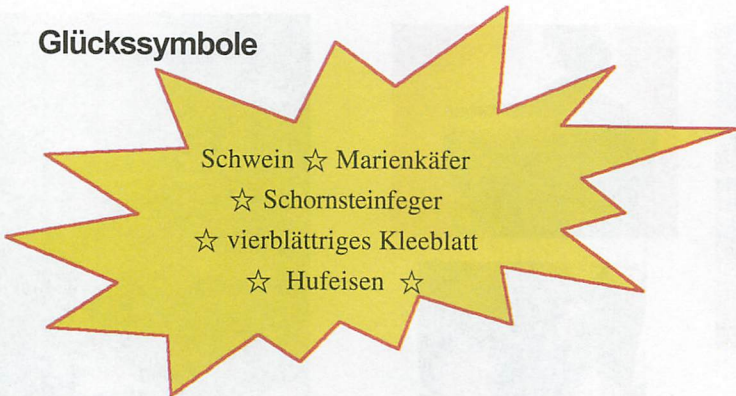 Glückssymbole
Schwein ☆ Marienkäfer
☆ Schornsteinfeger
☆ vierblättriges Kleeblatt
☆ Hufeisen ☆